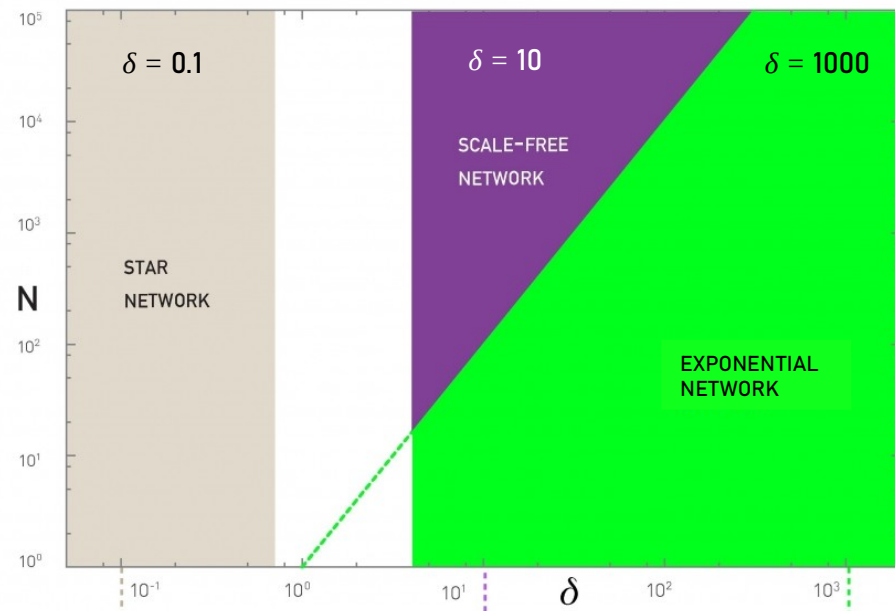 10⁵
δ = 0.1
δ = 10
δ = 1000
10⁴
SCALE-FREE
NETWORK
10³
STAR
NETWORK
N
10²
EXPONENTIAL
NETWORK
10¹
10⁰
10⁻¹
10⁰
10¹
δ
10²
10³